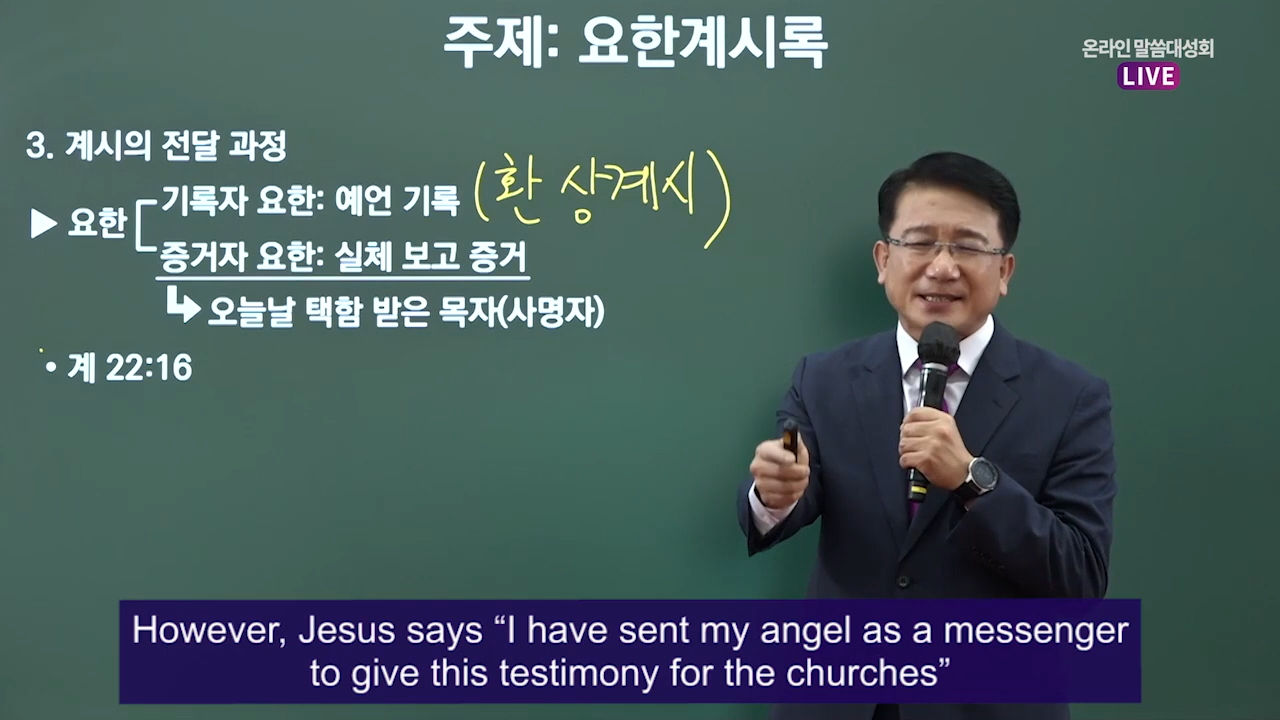 주제: 요한계시록
온라인 말씀대성회
LIVE
3. 계시의 전달 과정
기록자 요한: 예언 기록 (환상계시)
▶ 요한
증거자 요한: 실체 보고 증거
↳ 오늘날 택함 받은 목자(사명자)
• 계 22:16
However, Jesus says “I have sent my angel as a messenger
to give this testimony for the churches”